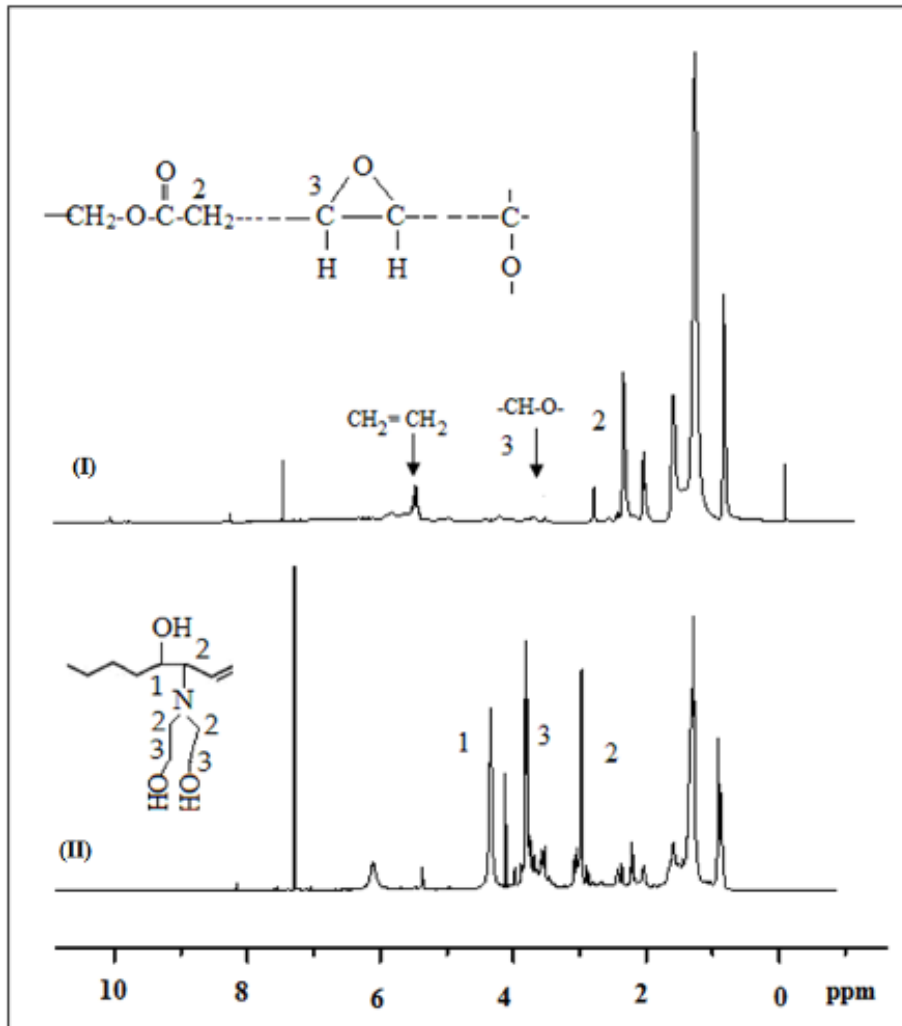 O
O
2
3
—CH₂-O-C-CH₂-----—C—C-----C-
H
H
O
CH₂=CH₂
-CH-O-
3
2
(I)
OH
2
1
N
2
2
3
3
HO
HO
1
3
2
(II)
10
8
6
4
2
0
ppm